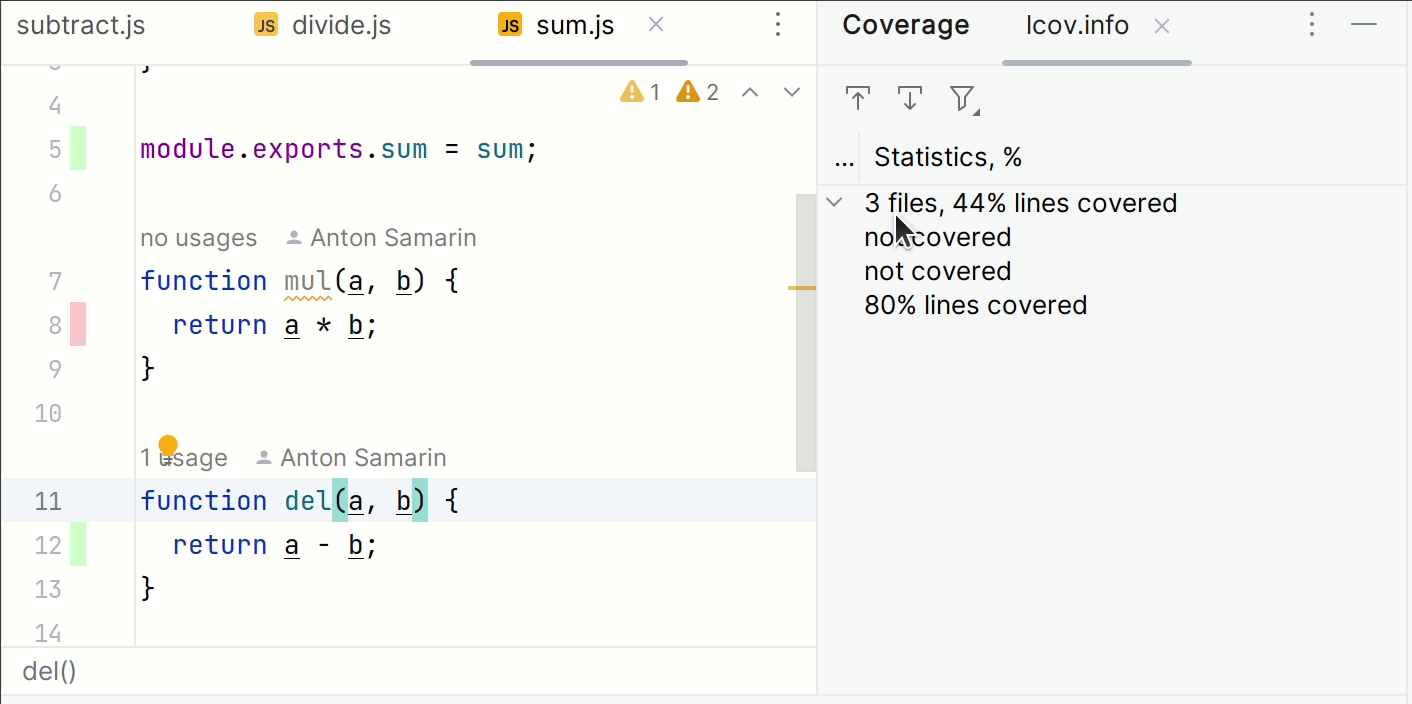 subtract.js
JS divide.js
JS sum.js
Coverage
lcov.info
1 2
}
4
5 module.exports.sum = sum;
6
no usages Anton Samarin
7 function mul(a, b) {
8 return a * b;
9 }
10
1 usage Anton Samarin
11 function del(a, b) {
12 return a - b;
13 }
14
del()
... Statistics, %
3 files, 44% lines covered
not covered
not covered
80% lines covered